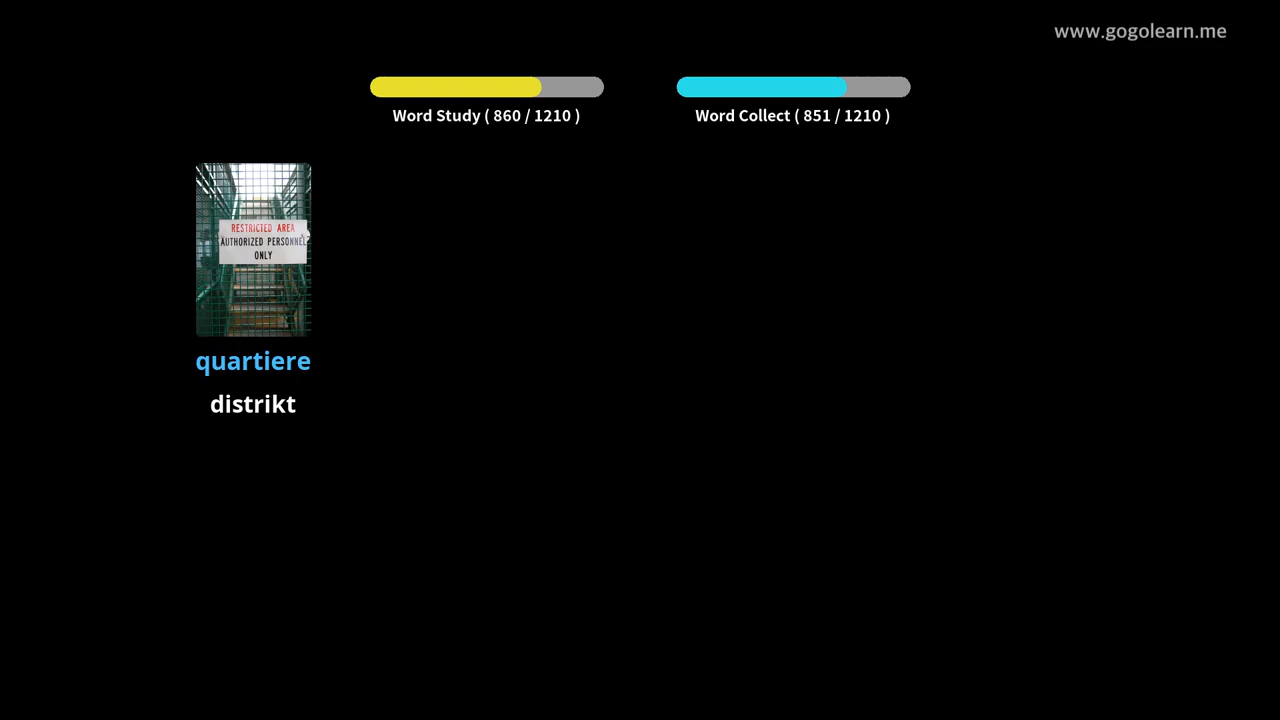 www.gogolearn.me
Word Study ( 860 / 1210 )
Word Collect ( 851 / 1210 )
RESTRICTED AREA
AUTHORIZED PERSONNEL
ONLY
quartiere
distrikt